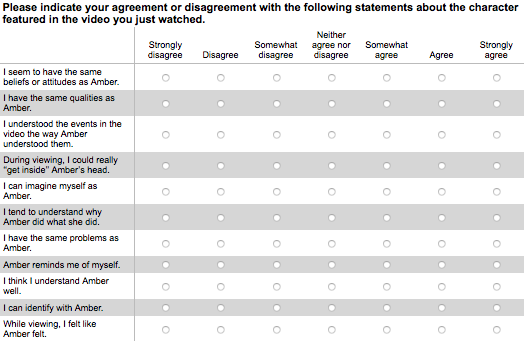 Please indicate your agreement or disagreement with the following statements about the character
featured in the video you just watched.
Strongly disagree
Disagree
Somewhat disagree
Neither agree nor disagree
Somewhat agree
Agree
Strongly agree
I seem to have the same
beliefs or attitudes as Amber.
I have the same qualities as
Amber.
I understood the events in the
video the way Amber
understood them.
During viewing, I could really
"get inside" Amber's head.
I can imagine myself as
Amber.
I tend to understand why
Amber did what she did.
I have the same problems as
Amber.
Amber reminds me of myself.
I think I understand Amber
well.
I can identify with Amber.
While viewing, I felt like
Amber felt.